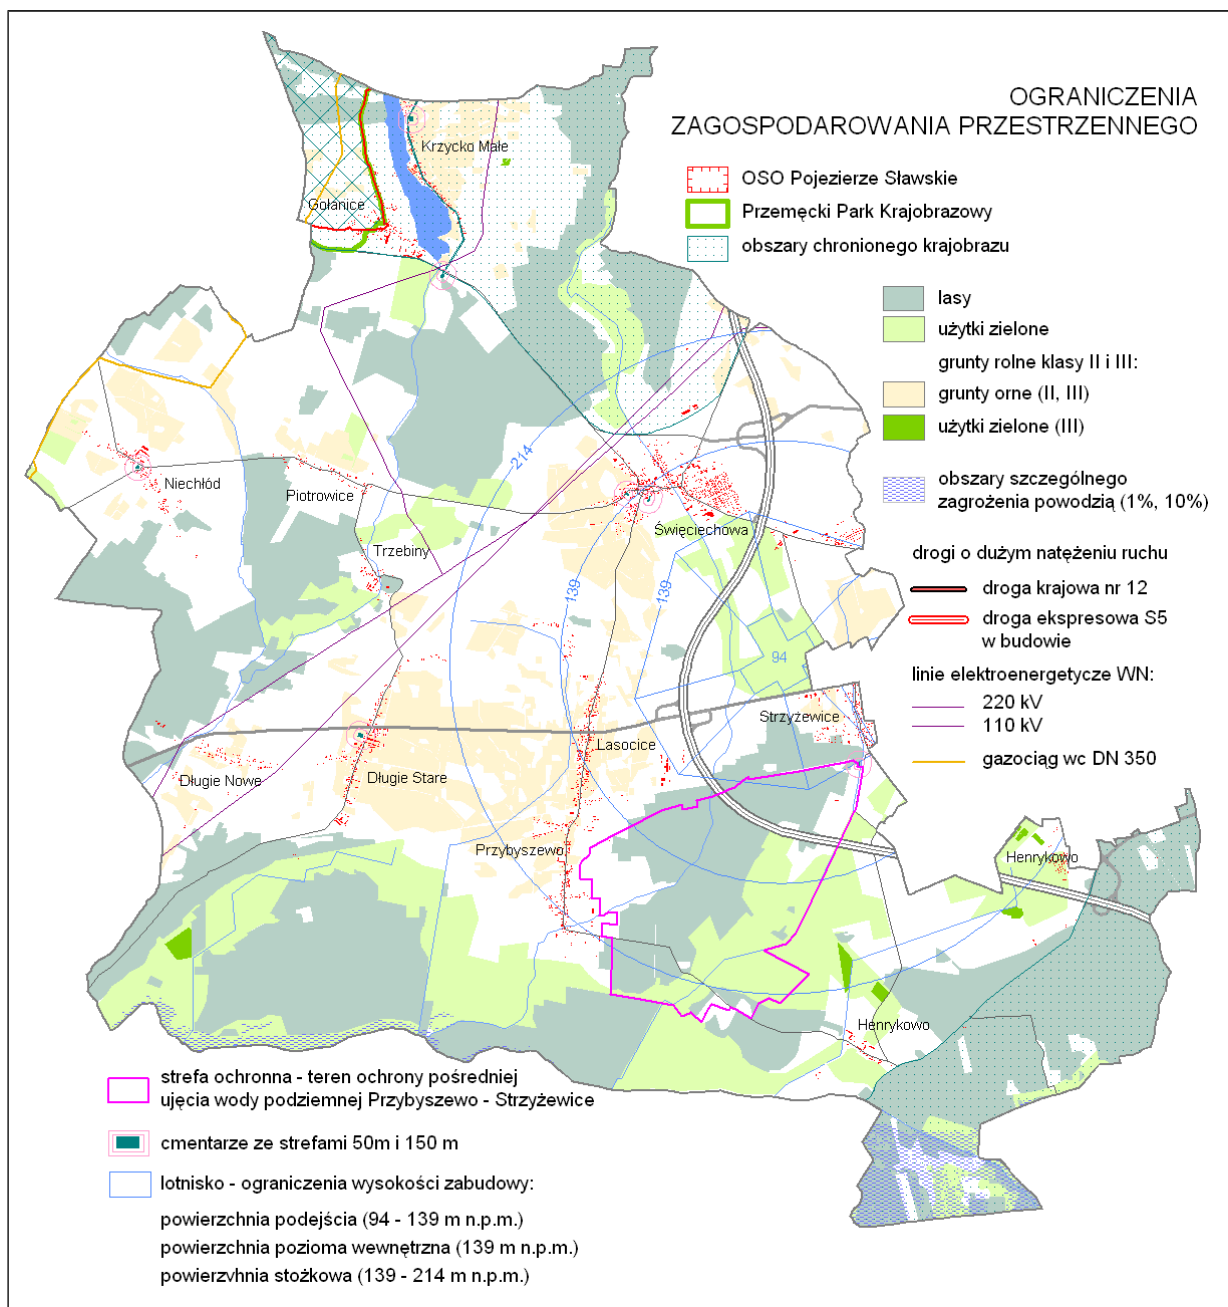 OGRANICZENIA
ZAGOSPODAROWANIA PRZESTRZENNEGO
OSO Pojezierze Sławskie
Przemęcki Park Krajobrazowy
obszary chronionego krajobrazu
lasy
użytki zielone
grunty rolne klasy II i III:
grunty orne (II, III)
użytki zielone (III)
obszary szczególnego
zagrożenia powodzią (1%, 10%)
drogi o dużym natężeniu ruchu
droga krajowa nr 12
droga ekspresowa S5
w budowie
linie elektroenergetycze WN:
220 kV
110 kV
gazociąg wc DN 350
Krzycko Małe
Gołanice
214
Niechłód
Piotrowice
Święciechowa
Trzebiny
139
139
94
Strzyżewice
Lasocice
Długie Nowe
Długie Stare
Przybyszewo
Henrykowo
Henrykowo
strefa ochronna - teren ochrony pośredniej
ujęcia wody podziemnej Przybyszewo - Strzyżewice
cmentarze ze strefami 50m i 150 m
lotnisko - ograniczenia wysokości zabudowy:
powierzchnia podejścia (94 - 139 m n.p.m.)
powierzchnia pozioma wewnętrzna (139 m n.p.m.)
powierzvhnia stożkowa (139 - 214 m n.p.m.)